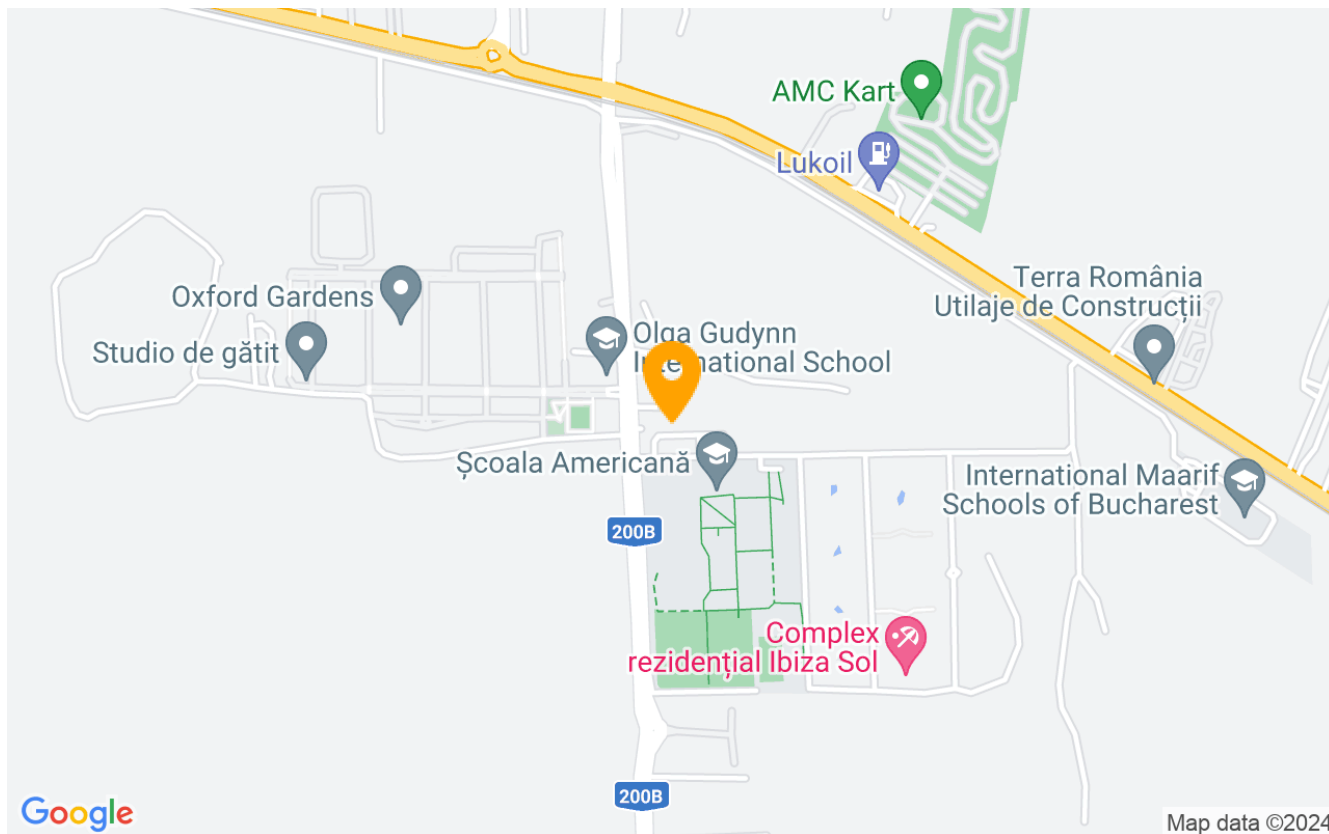 AMC Kart
Lukoil
Terra România
Utilaje de Construcții
Oxford Gardens
Studio de gătit
Olga Gudynn
International School
Școala Americană
International Maarif
Schools of Bucharest
200B
Complex
rezidențial Ibiza Sol
200B
Google
Map data ©2024